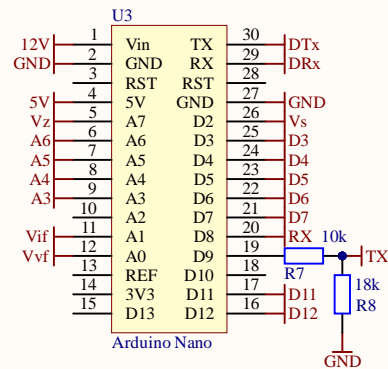 U3
12V 1 Vin TX 30 DTx
GND 2 GND RX 29 DRx
3 RST RST 28
5V 4 5V GND 27 GND
Vz 5 A7 D2 26 Vs
A6 6 A6 D3 25 D3
A5 7 A5 D4 24 D4
A4 8 A4 D5 23 D5
A3 9 A3 D6 22 D6
10 A2 D7 21 D7
Vif 11 A1 D8 20 RX 10k
Vvf 12 A0 D9 19 TX
13 REF D10 18 R7
14 3V3 D11 17 D11 18k
15 D13 D12 16 D12 R8
Arduino Nano
GND